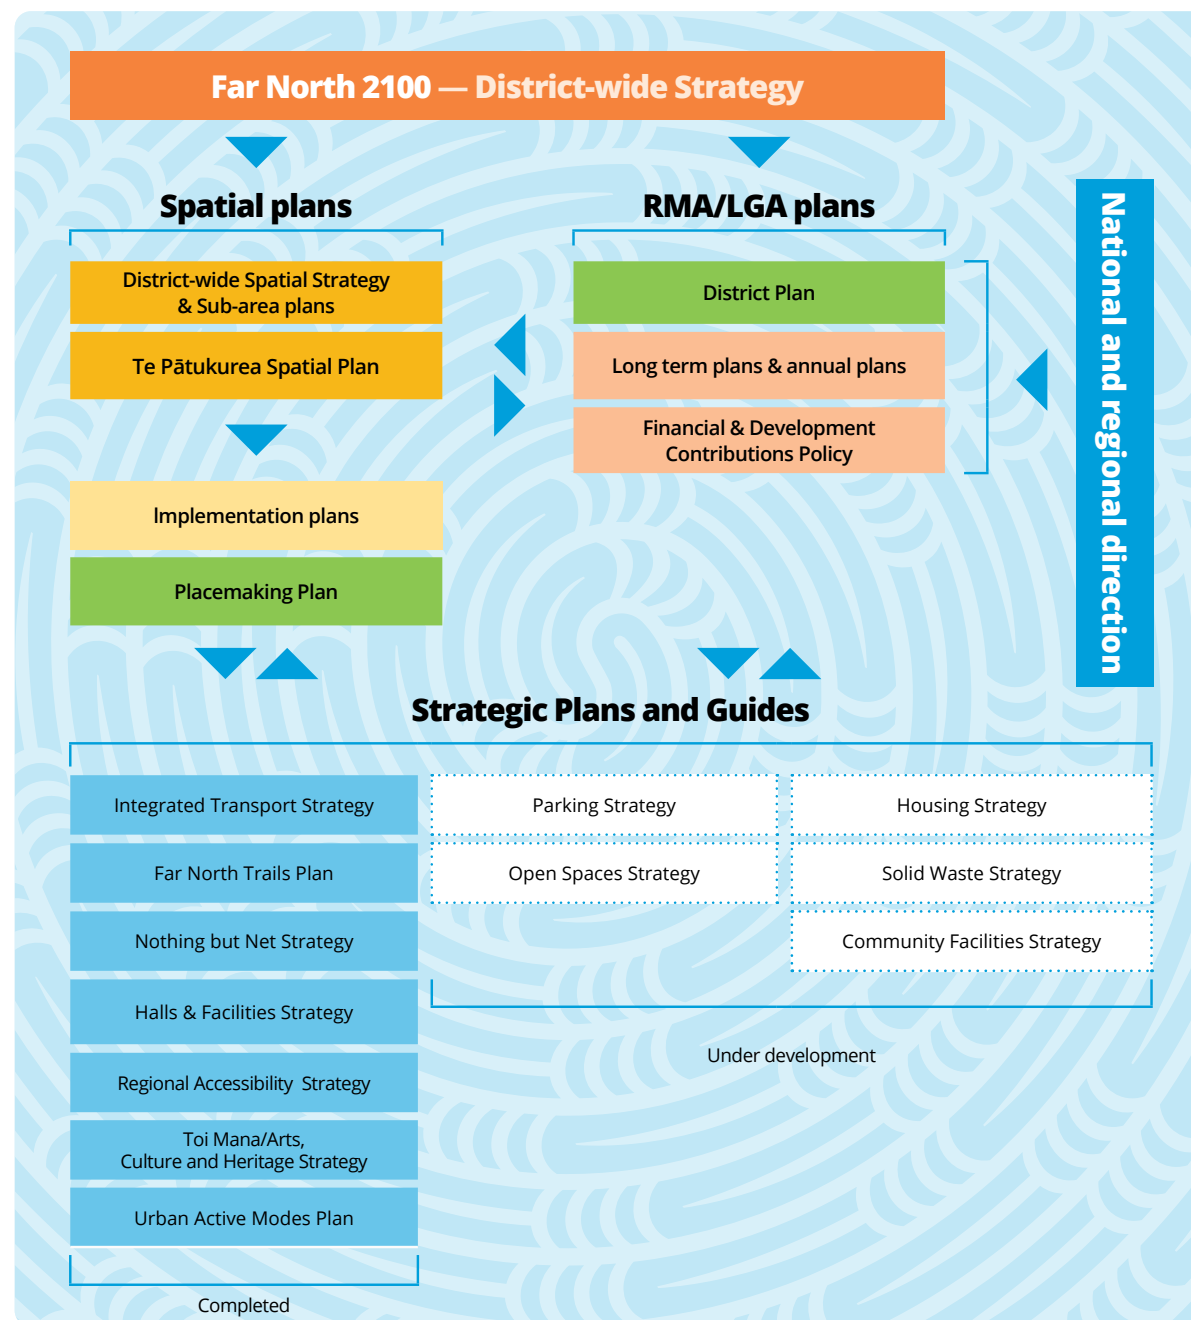 Far North 2100 — District-wide Strategy
Spatial plans
District-wide Spatial Strategy
& Sub-area plans
Te Pātukurea Spatial Plan
Implementation plans
Placemaking Plan
RMA/LGA plans
District Plan
Long term plans & annual plans
Financial & Development
Contributions Policy
National and regional direction
Strategic Plans and Guides
Integrated Transport Strategy
Far North Trails Plan
Nothing but Net Strategy
Halls & Facilities Strategy
Regional Accessibility Strategy
Toi Mana/Arts,
Culture and Heritage Strategy
Urban Active Modes Plan
Completed
Parking Strategy
Open Spaces Strategy
Housing Strategy
Solid Waste Strategy
Community Facilities Strategy
Under development